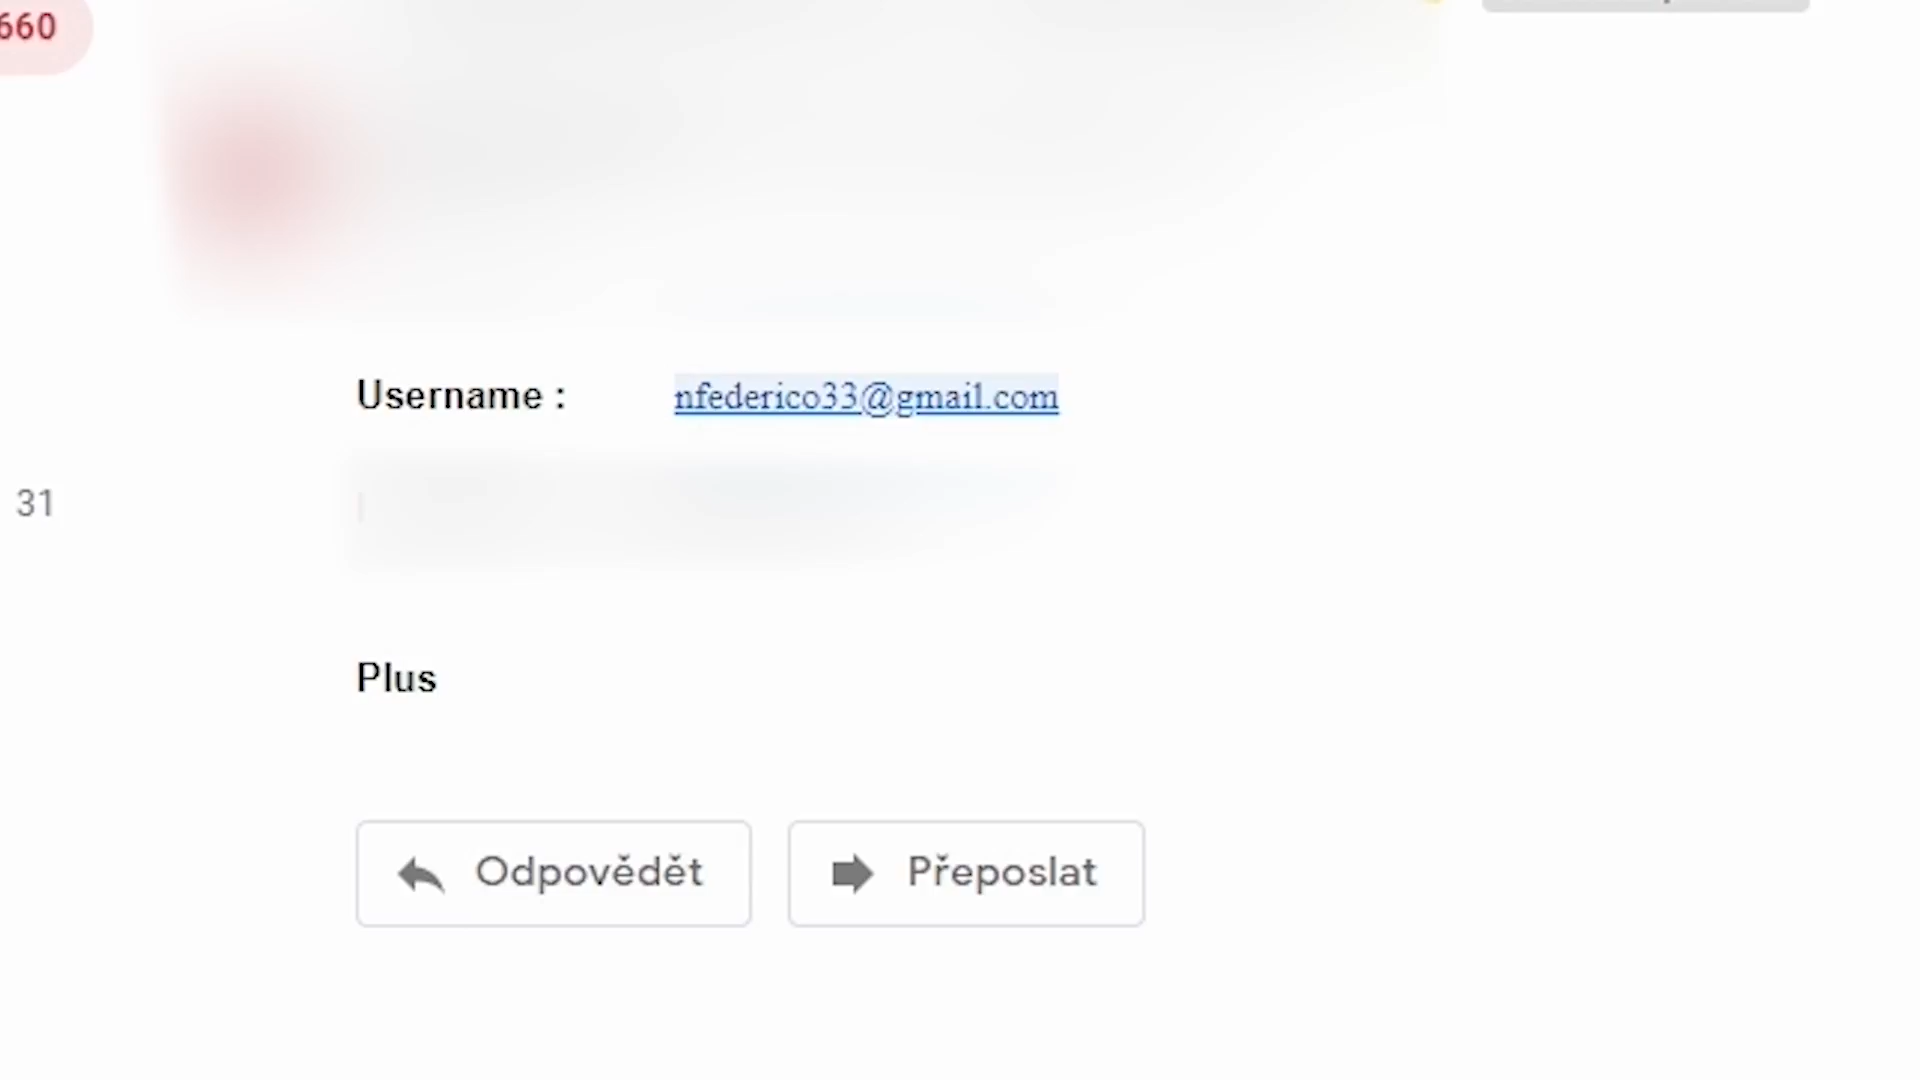 660
Username : nfederico33@gmail.com
31
Plus
Odpovědět Přeposlat